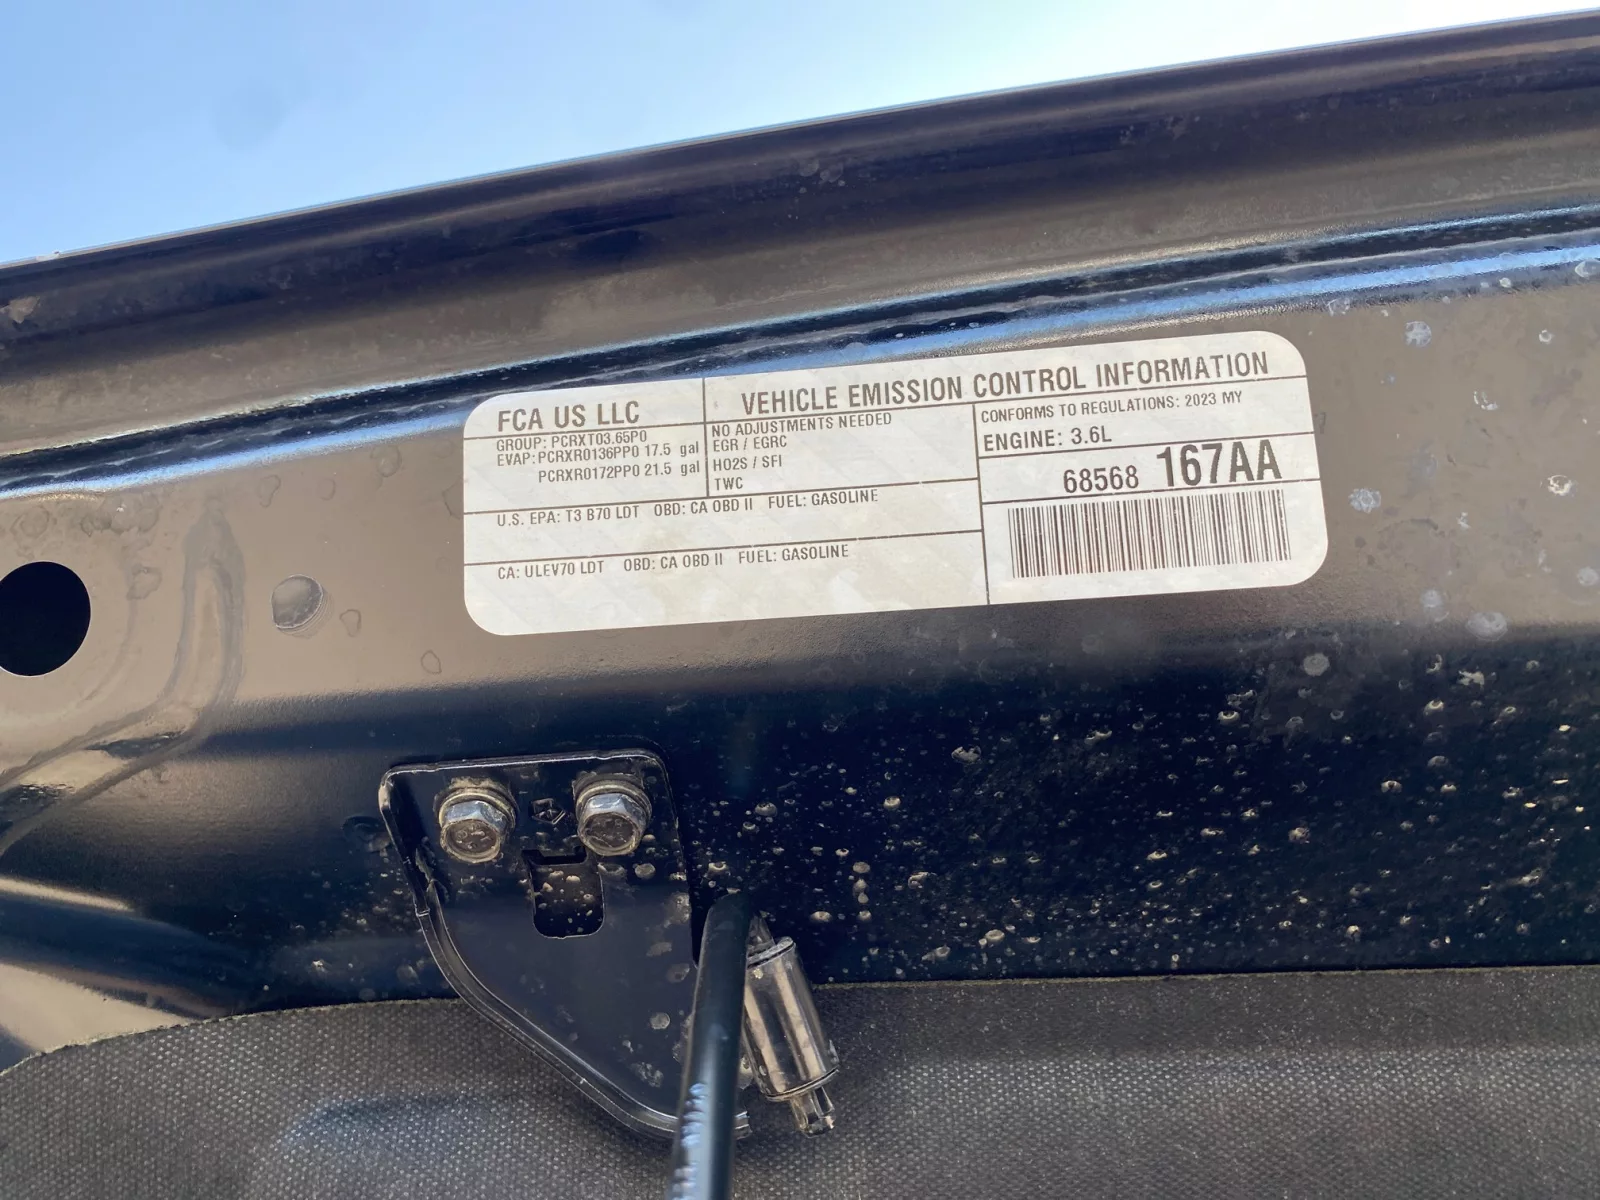 FCA US LLC
GROUP: PCRXT03.65P0
EVAP: PCRXR0136PP0 17.5 gal
PCRXR0172PP0 21.5 gal
VEHICLE EMISSION CONTROL INFORMATION
NO ADJUSTMENTS NEEDED
EGR / EGRC
HO2S / SFI
TWC
CONFORMS TO REGULATIONS: 2023 MY
ENGINE: 3.6L
68568 167AA
U.S. EPA: T3 B70 LDT OBD: CA OBD II FUEL: GASOLINE
CA: ULEV70 LDT OBD: CA OBD II FUEL: GASOLINE